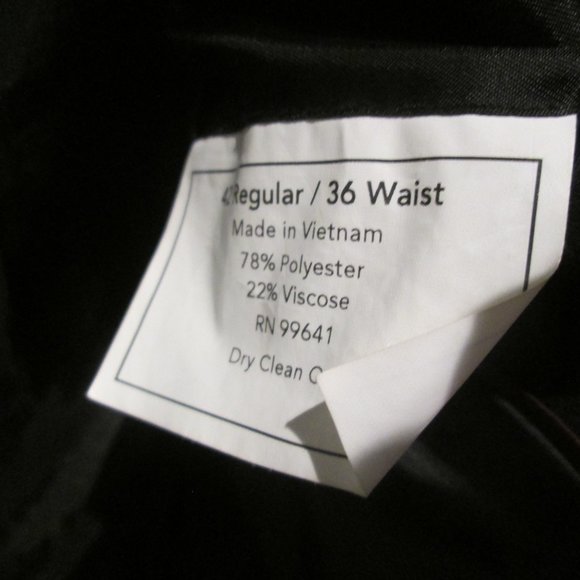 Regular / 36 Waist
Made in Vietnam
78% Polyester
22% Viscose
RN 99641
Dry Clean